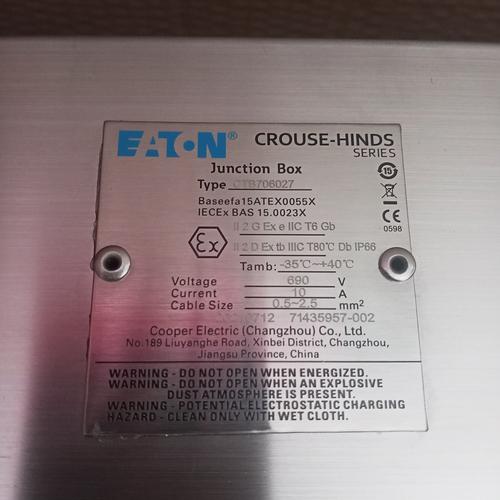 EATON® CROUSE-HINDS
SERIES
Junction Box
Type CTB706027
15
Baseefa15ATEX0055X
IECEx BAS 15.0023X
CE
0598
Ex
II 2 G Ex e IIC T6 Gb
II 2 D Ex tb IIIC T80℃ Db IP66
Tamb: -35℃~+40℃
Voltage 690 V
Current 10 A
Cable Size 0.5~2.5 mm²
71435957-002
Cooper Electric (Changzhou) Co., Ltd.
No.189 Liuyanghe Road, Xinbei District, Changzhou,
Jiangsu Province, China
WARNING - DO NOT OPEN WHEN ENERGIZED.
WARNING - DO NOT OPEN WHEN AN EXPLOSIVE
DUST ATMOSPHERE IS PRESENT.
WARNING - POTENTIAL ELECTROSTATIC CHARGING
HAZARD - CLEAN ONLY WITH WET CLOTH.